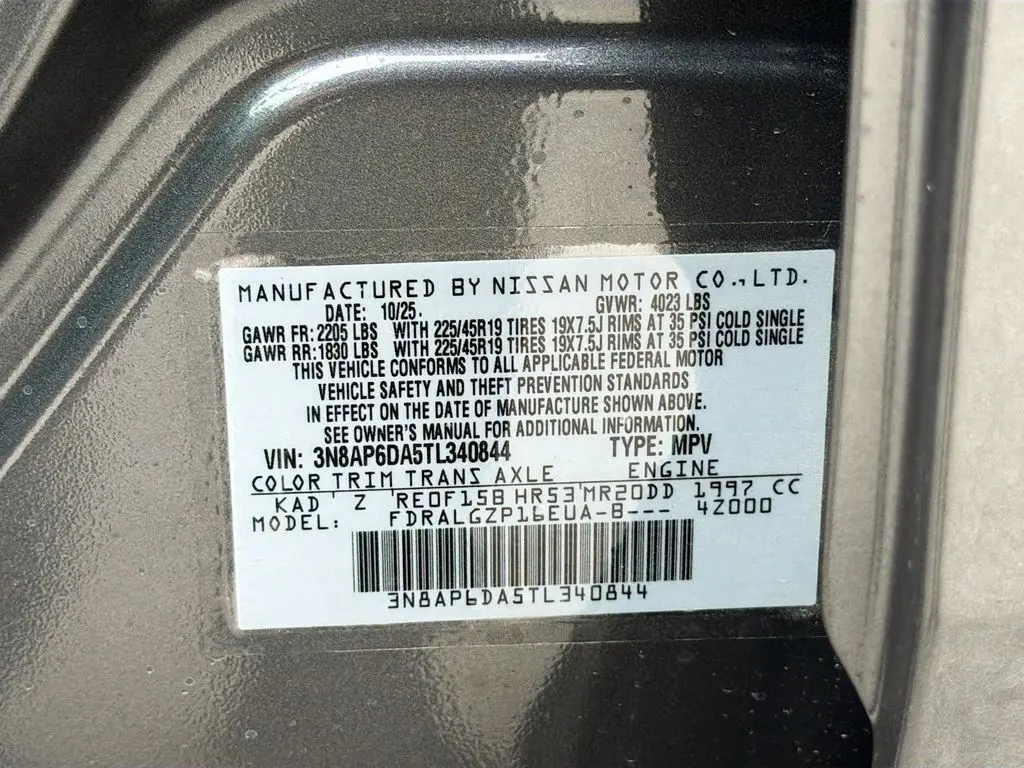 MANUFACTURED BY NISSAN MOTOR CO., LTD.
DATE: 10/25. GVWR: 4023 LBS
GAWR FR: 2205 LBS WITH 225/45R19 TIRES 19X7.5J RIMS AT 35 PSI COLD SINGLE
GAWR RR: 1830 LBS WITH 225/45R19 TIRES 19X7.5J RIMS AT 35 PSI COLD SINGLE
THIS VEHICLE CONFORMS TO ALL APPLICABLE FEDERAL MOTOR
VEHICLE SAFETY AND THEFT PREVENTION STANDARDS
IN EFFECT ON THE DATE OF MANUFACTURE SHOWN ABOVE.
SEE OWNER'S MANUAL FOR ADDITIONAL INFORMATION.
VIN: 3N8AP6DA5TL340844 TYPE: MPV
COLOR TRIM TRANS AXLE ENGINE
KAD Z RE0F15B HR53 MR20DD 1997 CC
MODEL: FDRALGZP16EUA-B--- 4Z000
3N8AP6DA5TL340844